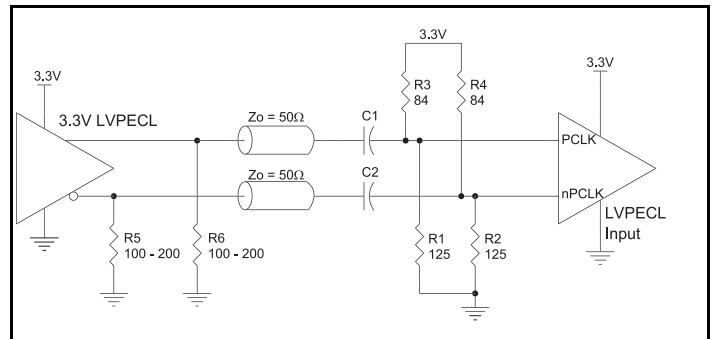 3.3V
3.3V LVPECL
R5
100 - 200
R6
100 - 200
Zo = 50Ω
Zo = 50Ω
C1
C2
3.3V
R3
84
R4
84
R1
125
R2
125
3.3V
PCLK
nPCLK
LVPECL
Input